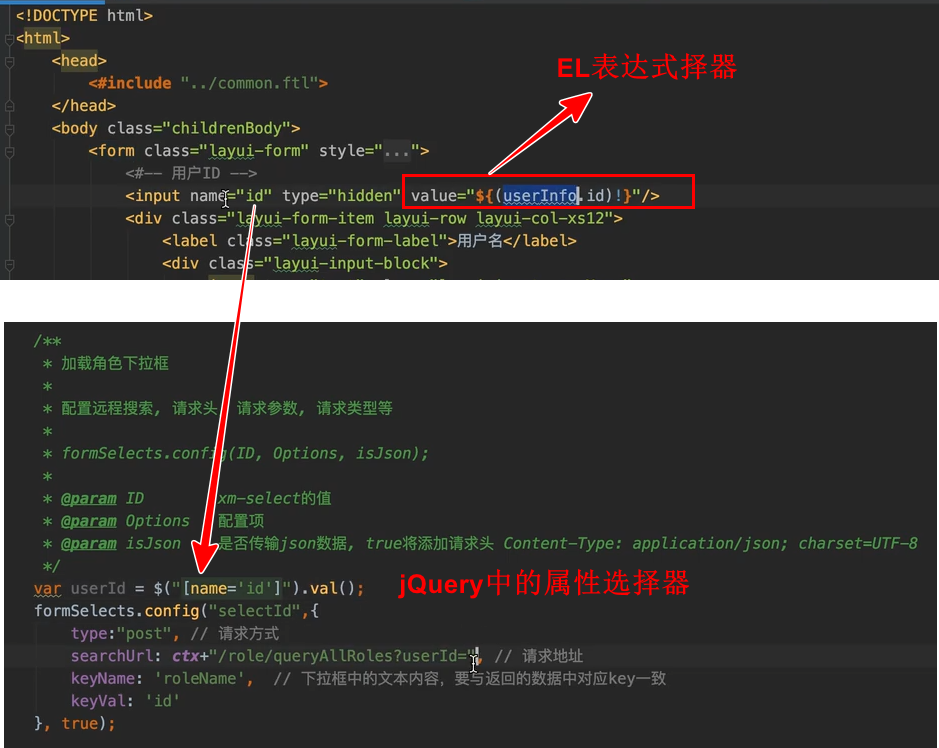 <!DOCTYPE html>
<html>
<head>
<#include "../common.ftl">
EL表达式择器
</head>
<body class="childrenBody">
<form class="layui-form" style="...">
<#-- 用户ID -->
<input name="id" type="hidden" value="${(userInfo.id)!}"/>
<div class="layui-form-item layui-row layui-col-xs12">
<label class="layui-form-label">用户名</label>
<div class="layui-input-block">
/**
* 加载角色下拉框
*
* 配置远程搜索, 请求头, 请求参数, 请求类型等
*
* formSelects.config(ID, Options, isJson);
*
* @param ID xm-select的值
* @param Options 配置项
* @param isJson 是否传输json数据, true将添加请求头 Content-Type: application/json; charset=UTF-8
*/
var userId = $("[name='id']").val();
jQuery中的属性选择器
formSelects.config("selectId",{
type:"post", // 请求方式
searchUrl: ctx+"/role/queryAllRoles?userId=", // 请求地址
keyName: 'roleName', // 下拉框中的文本内容，要与返回的数据中对应key一致
keyVal: 'id'
}, true);